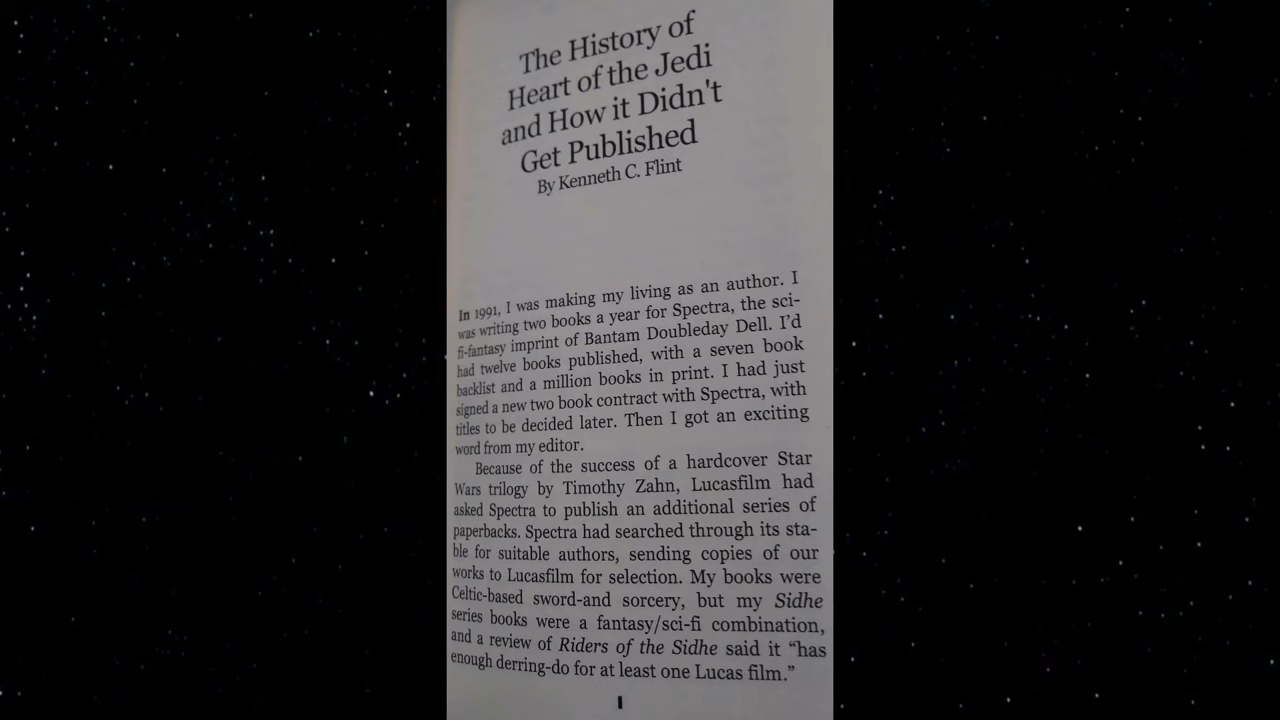 The History of
Heart of the Jedi
and How it Didn't
Get Published
By Kenneth C. Flint
In 1991, I was making my living as an author. I
was writing two books a year for Spectra, the sci-
fi-fantasy imprint of Bantam Doubleday Dell. I’d
had twelve books published, with a seven book
backlist and a million books in print. I had just
signed a new two book contract with Spectra, with
titles to be decided later. Then I got an exciting
word from my editor.
Because of the success of a hardcover Star
Wars trilogy by Timothy Zahn, Lucasfilm had
asked Spectra to publish an additional series of
paperbacks. Spectra had searched through its sta-
ble for suitable authors, sending copies of our
works to Lucasfilm for selection. My books were
Celtic-based sword-and sorcery, but my Sidhe
series books were a fantasy/sci-fi combination,
and a review of Riders of the Sidhe said it “has
enough derring-do for at least one Lucas film.”
I